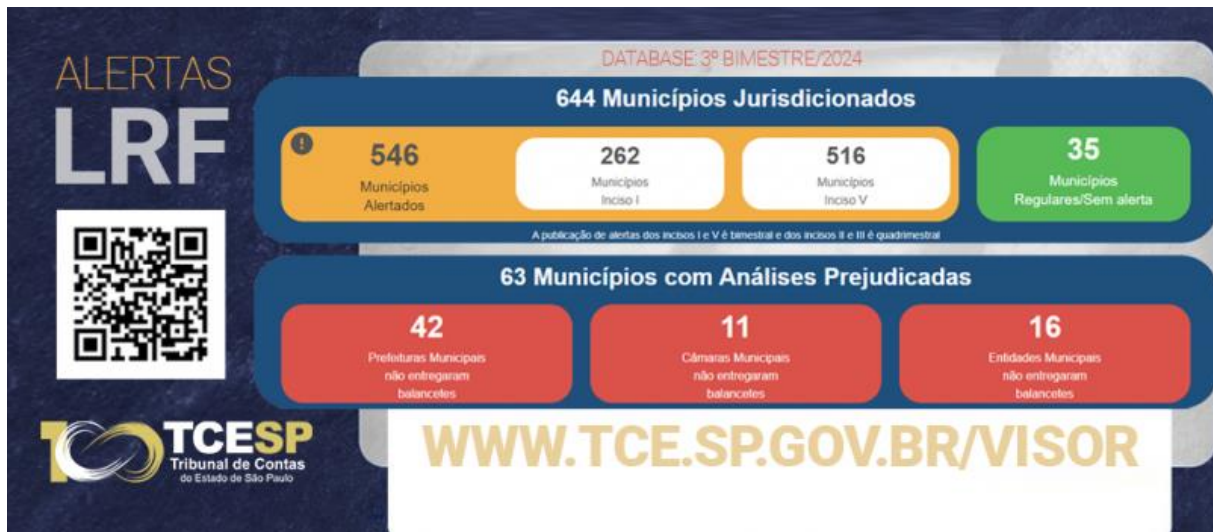 ALERTAS
LRF
DATABASE 3º BIMESTRE/2024
644 Municípios Jurisdicionados
546
Municípios
Alertados
262
Municípios
Inciso I
516
Municípios
Inciso V
35
Municípios
Regulares/Sem alerta
A publicação de alertas dos incisos I e V é bimestral e dos incisos II e III é quadrimestral
63 Municípios com Análises Prejudicadas
42
Prefeituras Municipais
não entregaram
balancetes
11
Câmaras Municipais
não entregaram
balancetes
16
Entidades Municipais
não entregaram
balancetes
TCESP
Tribunal de Contas
do Estado de São Paulo
WWW.TCE.SP.GOV.BR/VISOR